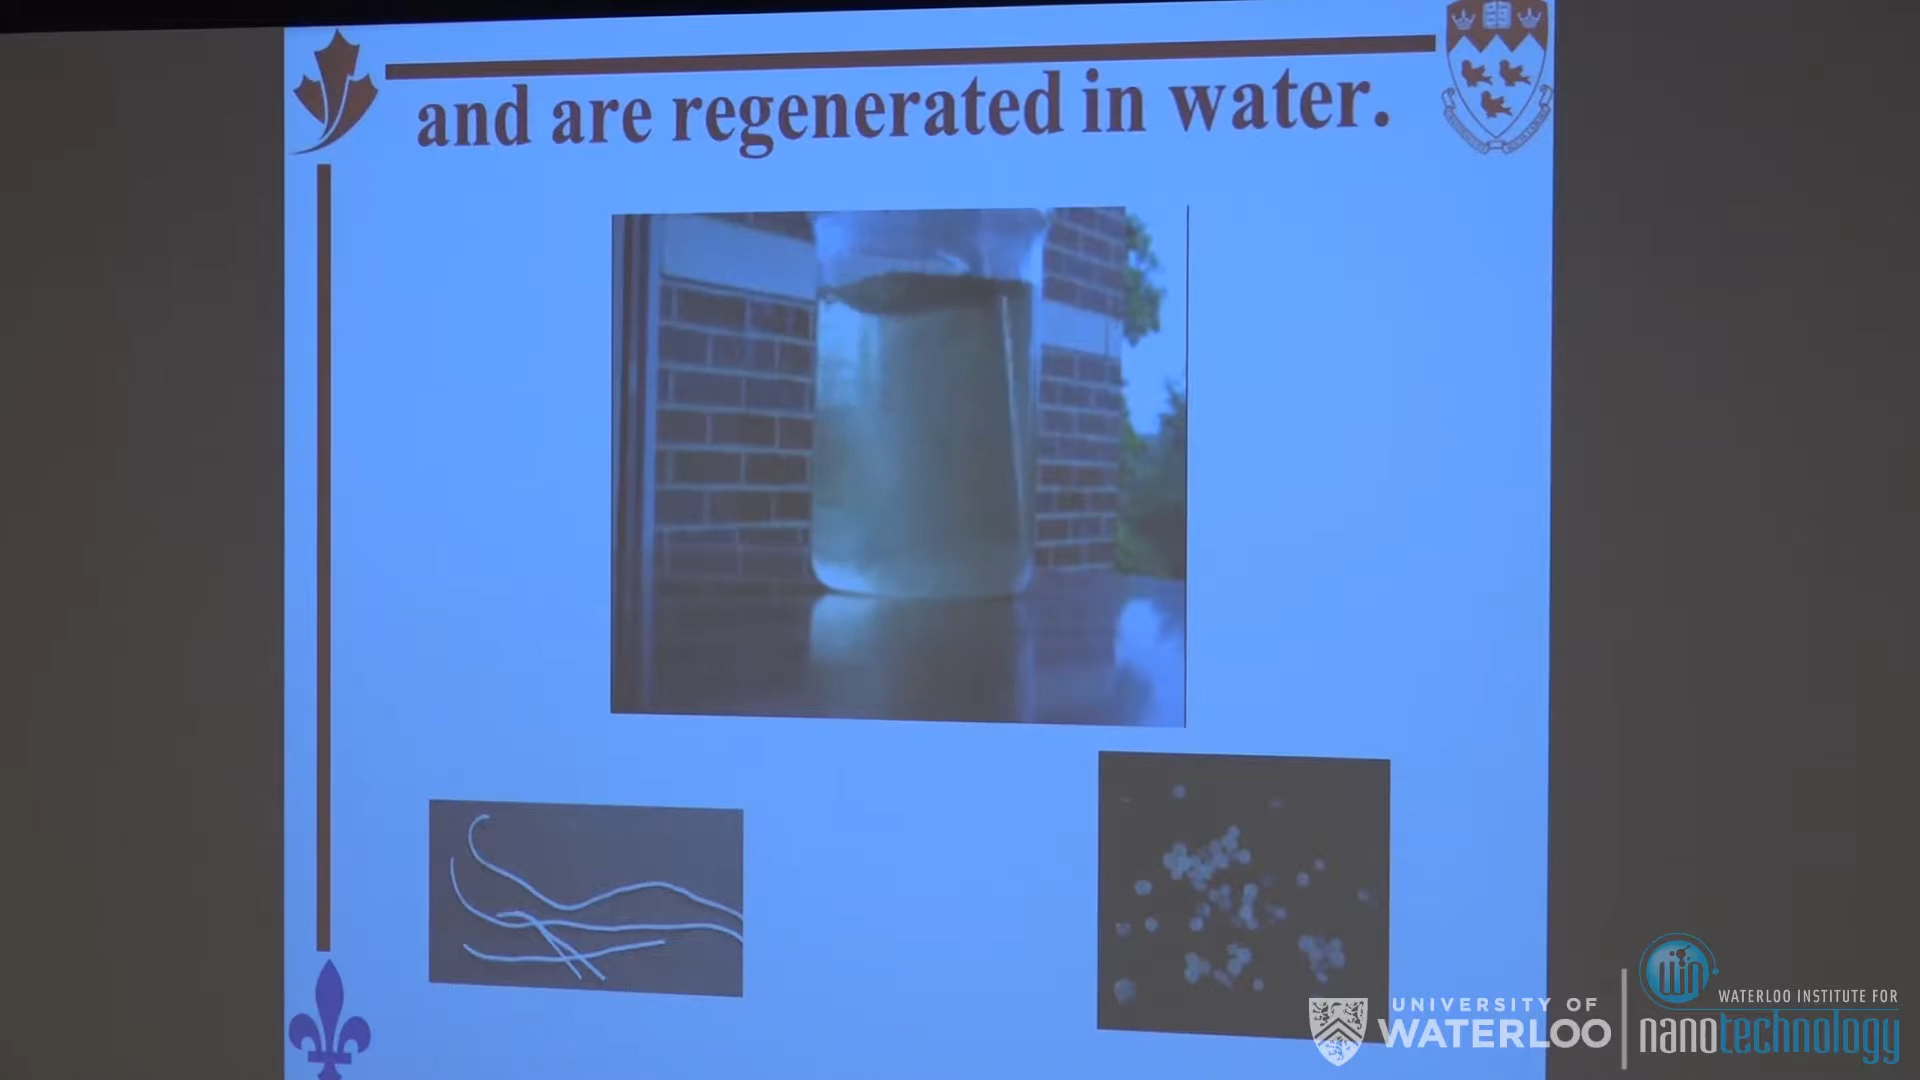 and are regenerated in water.
UNIVERSITY OF
WATERLOO
WATERLOO INSTITUTE FOR
nanotechnology